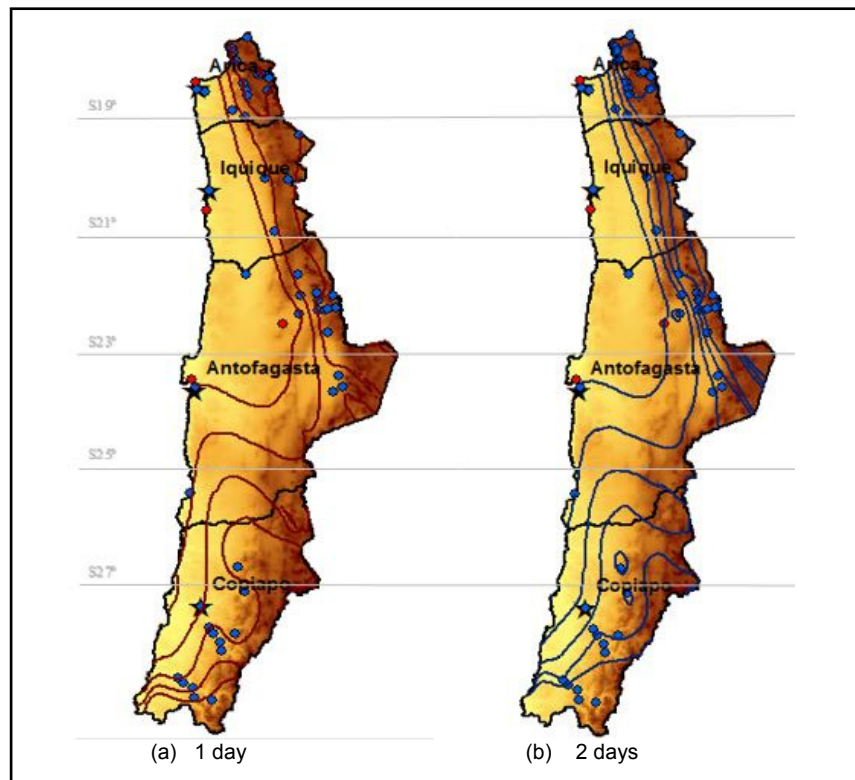 Arica
Arica
S19°
Iquique
Iquique
S21°
S23°
Antofagasta
Antofagasta
S25°
S27°
Copiapo
Copiapo
(a) 1 day
(b) 2 days